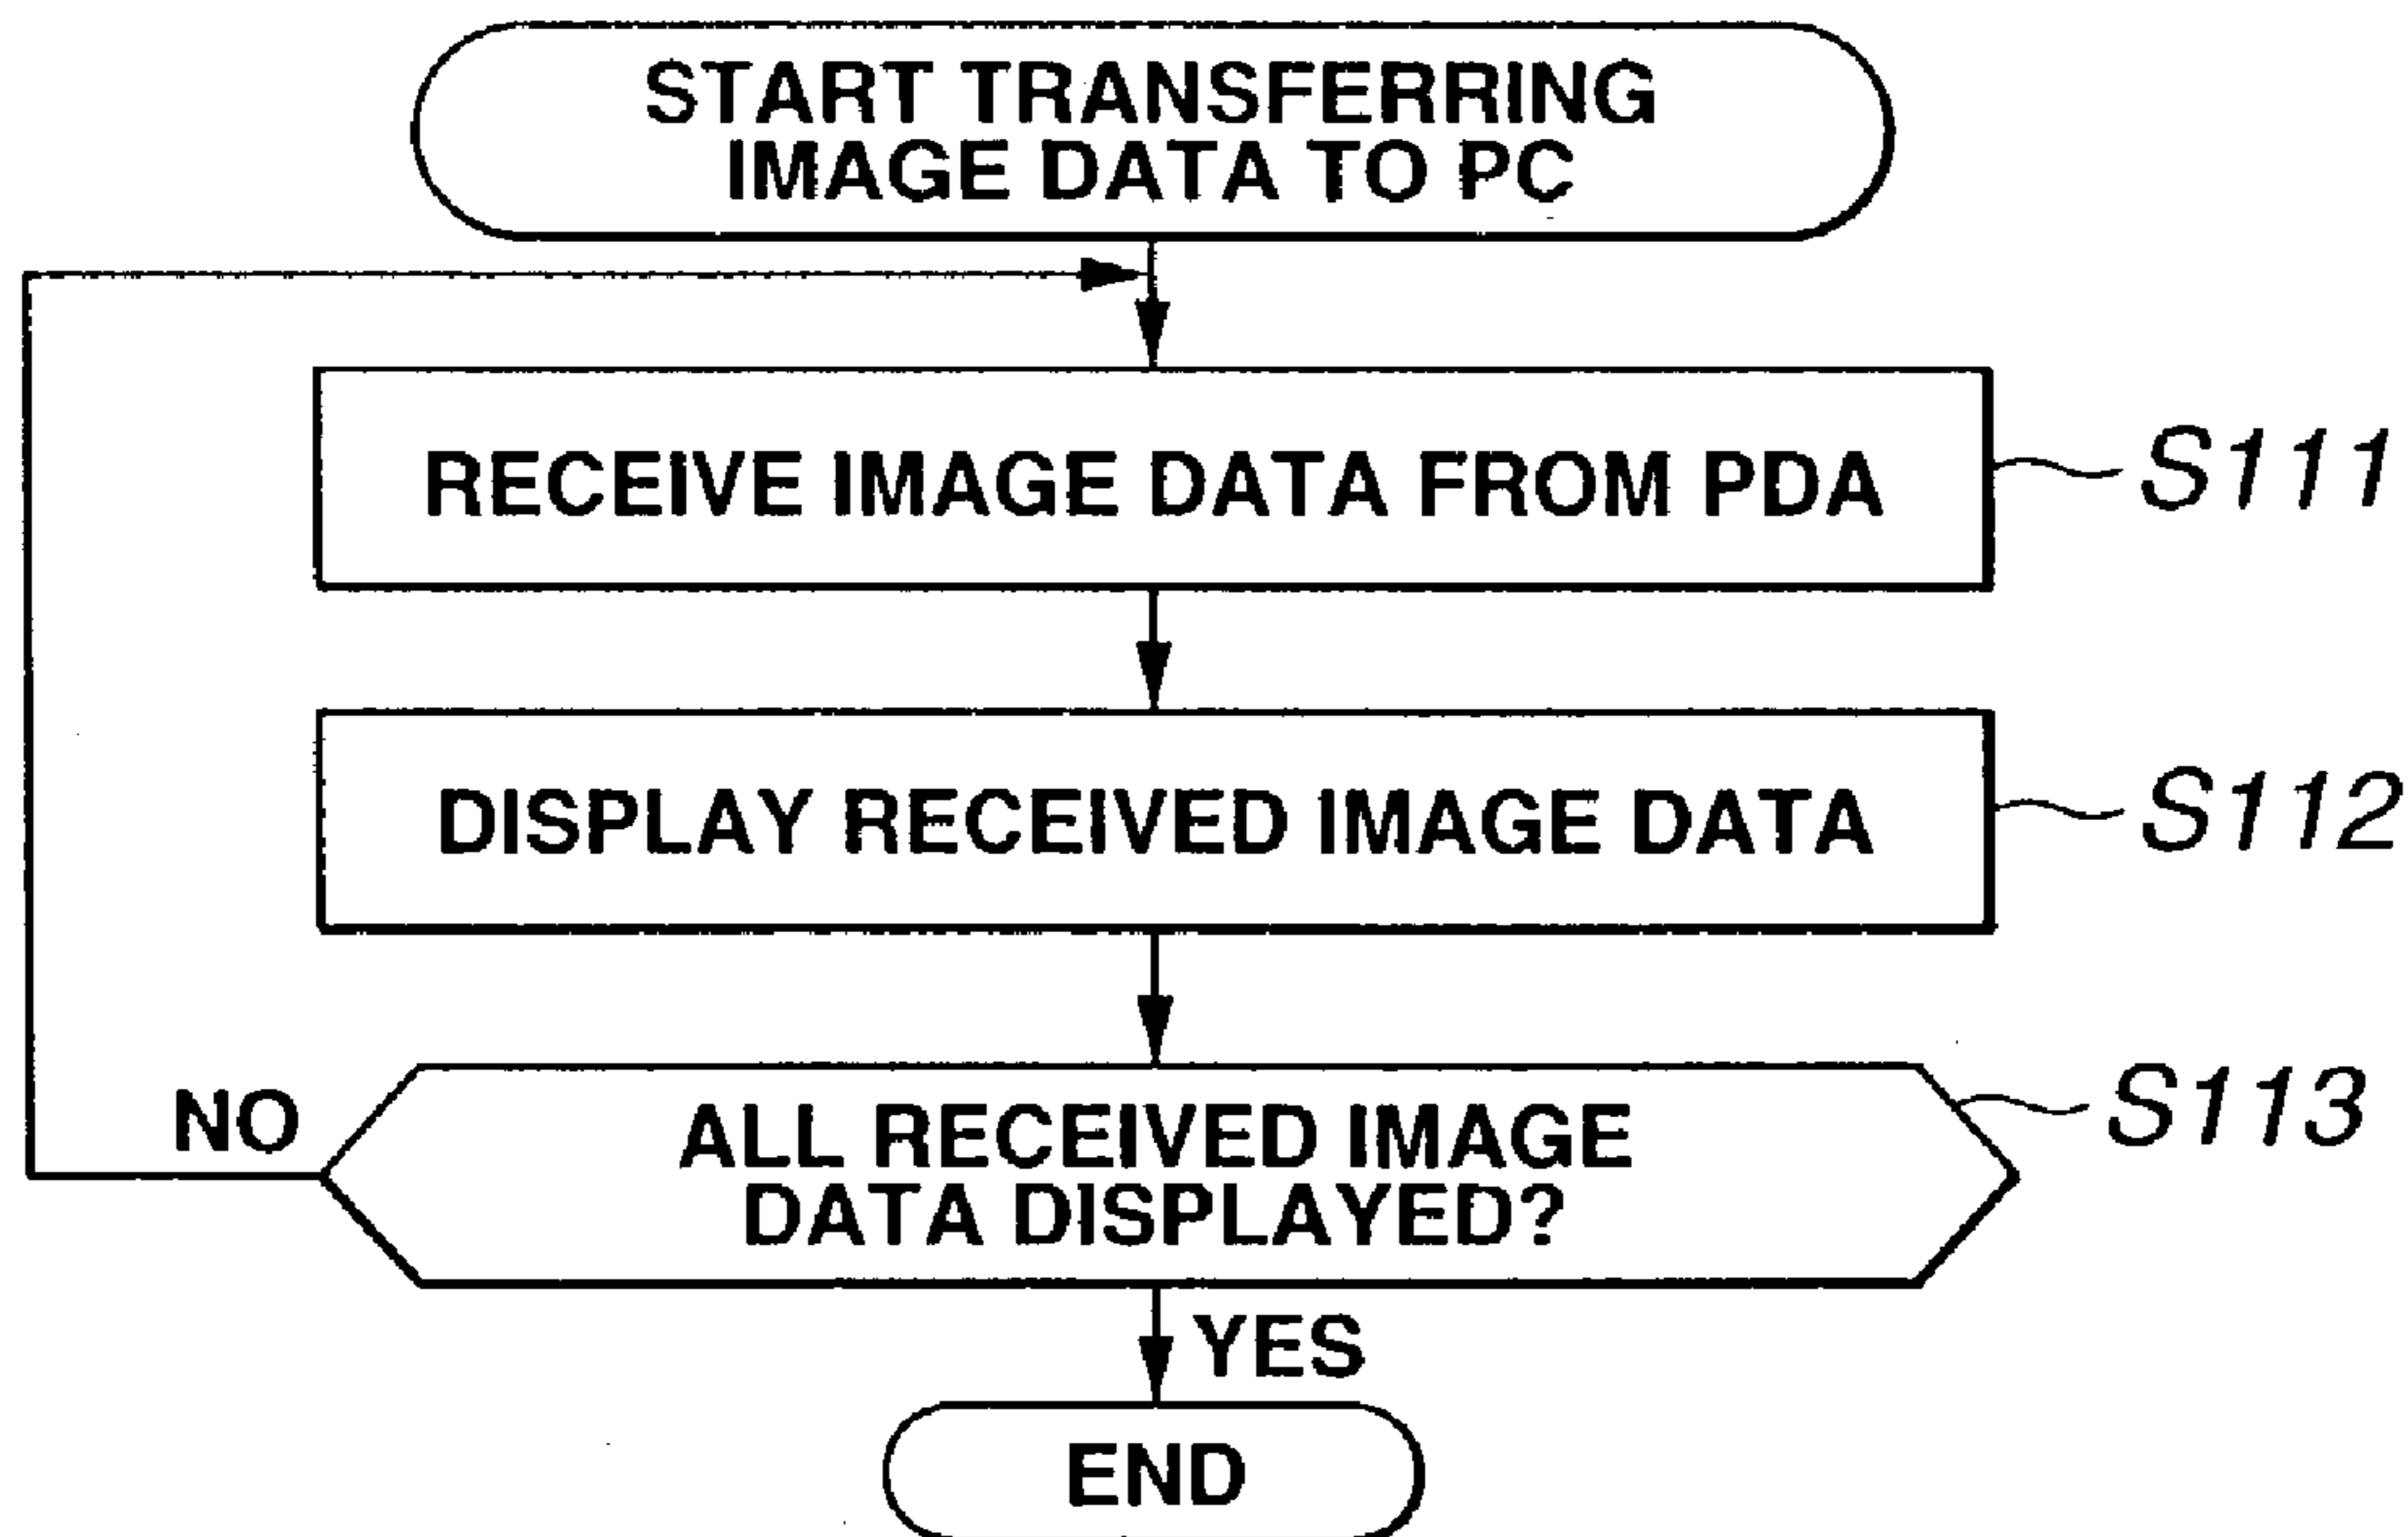 START TRANSFERRING
IMAGE DATA TO PC
RECEIVE IMAGE DATA FROM PDA
S111
DISPLAY RECEIVED IMAGE DATA
S112
NO
ALL RECEIVED IMAGE
DATA DISPLAYED?
S113
YES
END